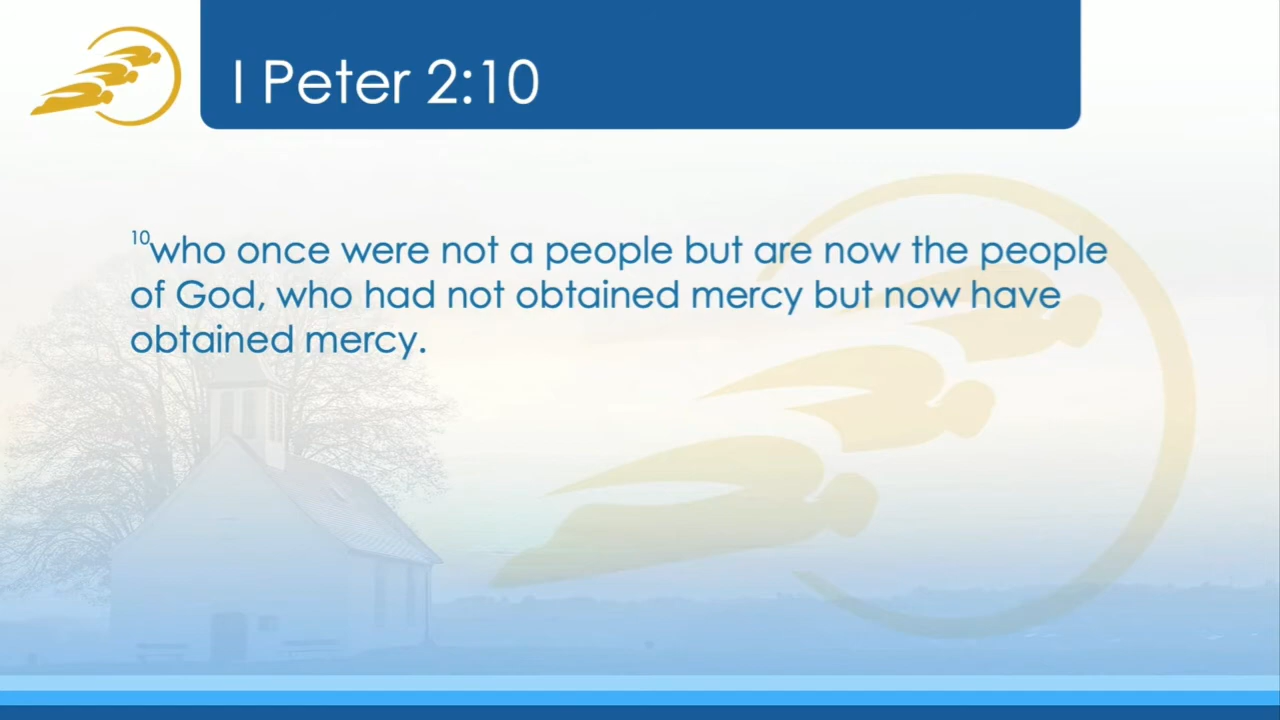 I Peter 2:10
10who once were not a people but are now the people
of God, who had not obtained mercy but now have
obtained mercy.